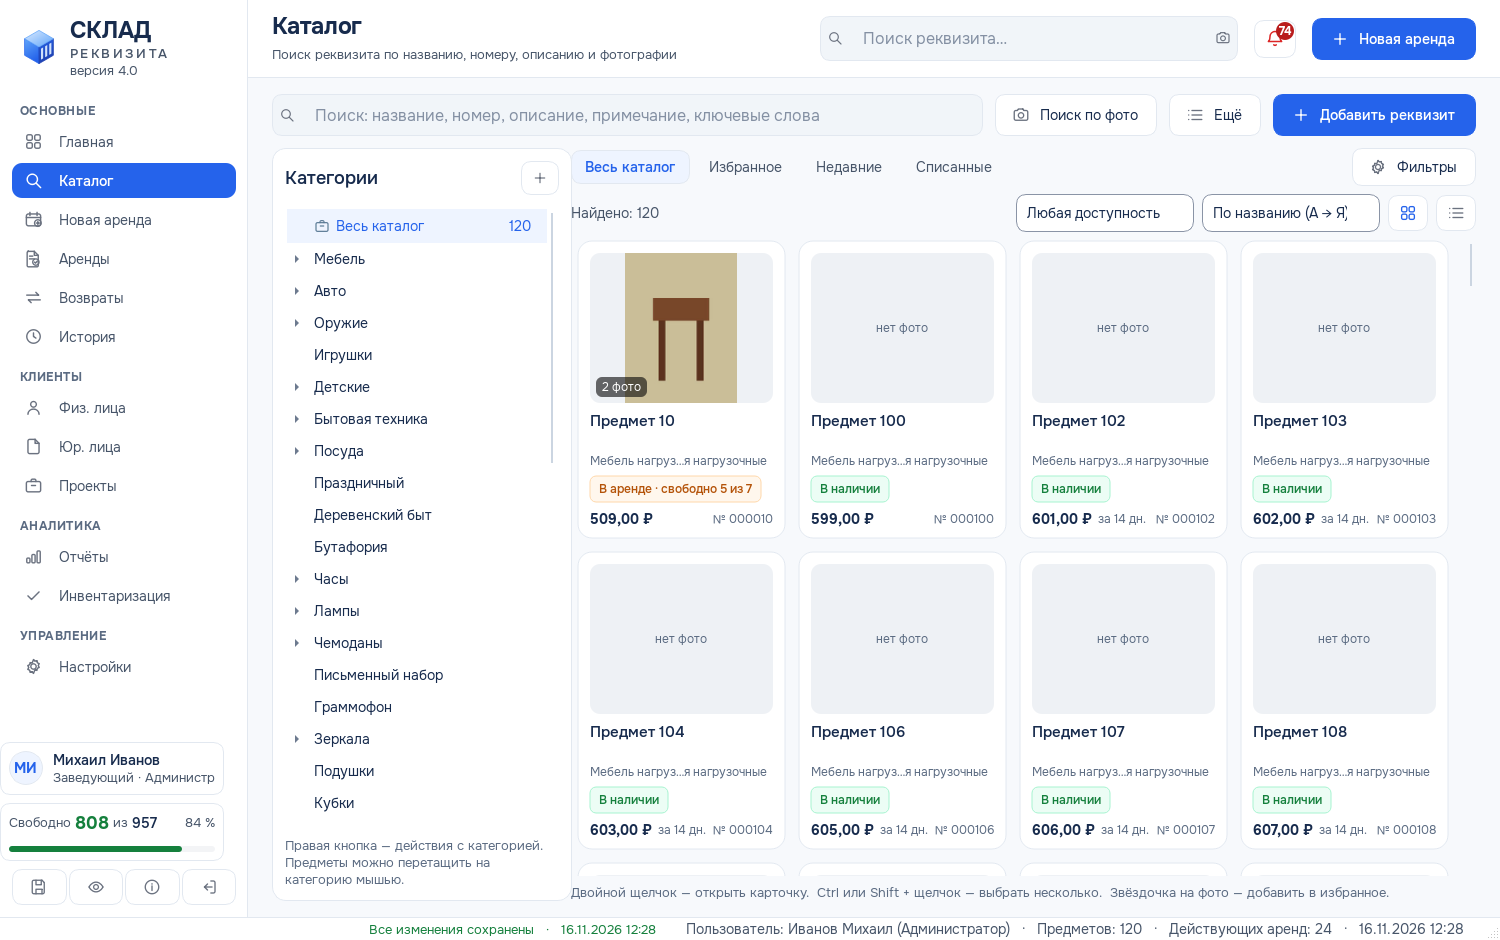 СКЛАД
РЕКВИЗИТА
версия 4.0
ОСНОВНЫЕ
Главная
Каталог
Новая аренда
Аренды
Возвраты
История
КЛИЕНТЫ
Физ. лица
Юр. лица
Проекты
АНАЛИТИКА
Отчёты
Инвентаризация
УПРАВЛЕНИЕ
Настройки
МИ
Михаил Иванов
Заведующий · Администр
Свободно 808 из 957 84 %
Каталог
Поиск реквизита по названию, номеру, описанию и фотографии
Поиск реквизита...
74
Новая аренда
Поиск: название, номер, описание, примечание, ключевые слова
Поиск по фото
Ещё
Добавить реквизит
Категории
Весь каталог 120
Мебель
Авто
Оружие
Игрушки
Детские
Бытовая техника
Посуда
Праздничный
Деревенский быт
Бутафория
Часы
Лампы
Чемоданы
Письменный набор
Граммофон
Зеркала
Подушки
Кубки
Правая кнопка — действия с категорией.
Предметы можно перетащить на
категорию мышью.
Весь каталог Избранное Недавние Списанные
Фильтры
Найдено: 120
Любая доступность
По названию (А → Я)
2 фото
Предмет 10
Мебель нагруз...я нагрузочные
В аренде · свободно 5 из 7
509,00 ₽ № 000010
нет фото
Предмет 100
Мебель нагруз...я нагрузочные
В наличии
599,00 ₽ № 000100
нет фото
Предмет 102
Мебель нагруз...я нагрузочные
В наличии
601,00 ₽ за 14 дн. № 000102
нет фото
Предмет 103
Мебель нагруз...я нагрузочные
В наличии
602,00 ₽ за 14 дн. № 000103
нет фото
Предмет 104
Мебель нагруз...я нагрузочные
В наличии
603,00 ₽ за 14 дн. № 000104
нет фото
Предмет 106
Мебель нагруз...я нагрузочные
В наличии
605,00 ₽ за 14 дн. № 000106
нет фото
Предмет 107
Мебель нагруз...я нагрузочные
В наличии
606,00 ₽ за 14 дн. № 000107
нет фото
Предмет 108
Мебель нагруз...я нагрузочные
В наличии
607,00 ₽ за 14 дн. № 000108
Двойной щелчок — открыть карточку. Ctrl или Shift + щелчок — выбрать несколько. Звёздочка на фото — добавить в избранное.
Все изменения сохранены · 16.11.2026 12:28 Пользователь: Иванов Михаил (Администратор) · Предметов: 120 · Действующих аренд: 24 · 16.11.2026 12:28